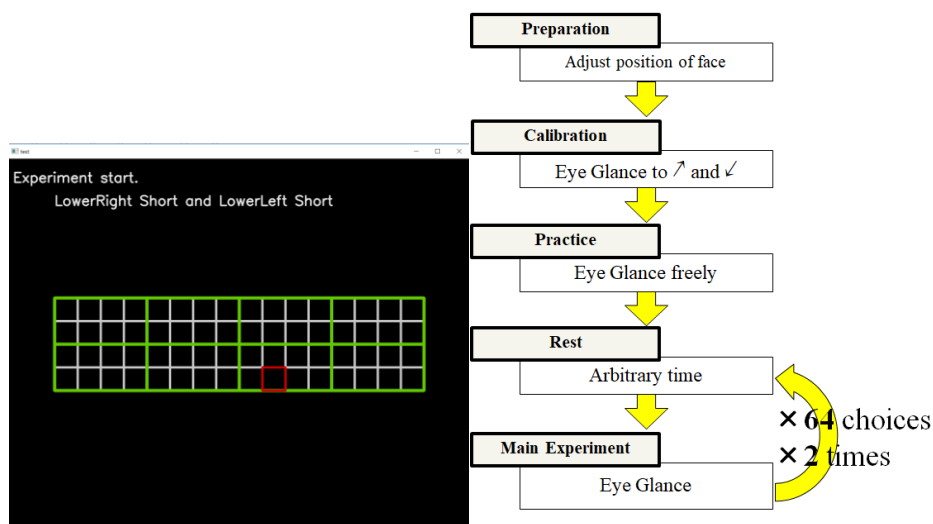 test
Experiment start.
LowerRight Short and LowerLeft Short
Preparation
Adjust position of face
Calibration
Eye Glance to ↗ and ↙
Practice
Eye Glance freely
Rest
Arbitrary time
Main Experiment
Eye Glance
× 64 choices
× 2 times